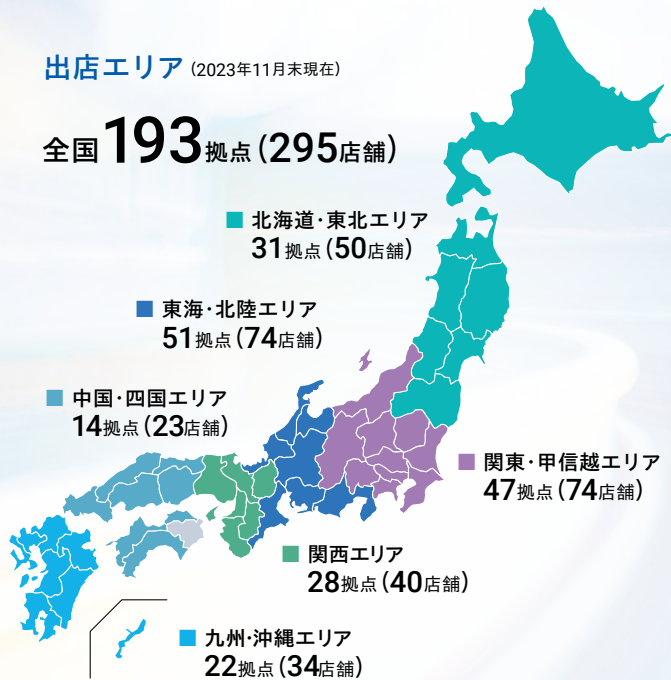 出店エリア (2023年11月末現在)
全国193拠点(295店舗)
北海道・東北エリア
31拠点(50店舗)
東海・北陸エリア
51拠点(74店舗)
中国・四国エリア
14拠点(23店舗)
関東・甲信越エリア
47拠点(74店舗)
関西エリア
28拠点(40店舗)
九州・沖縄エリア
22拠点(34店舗)